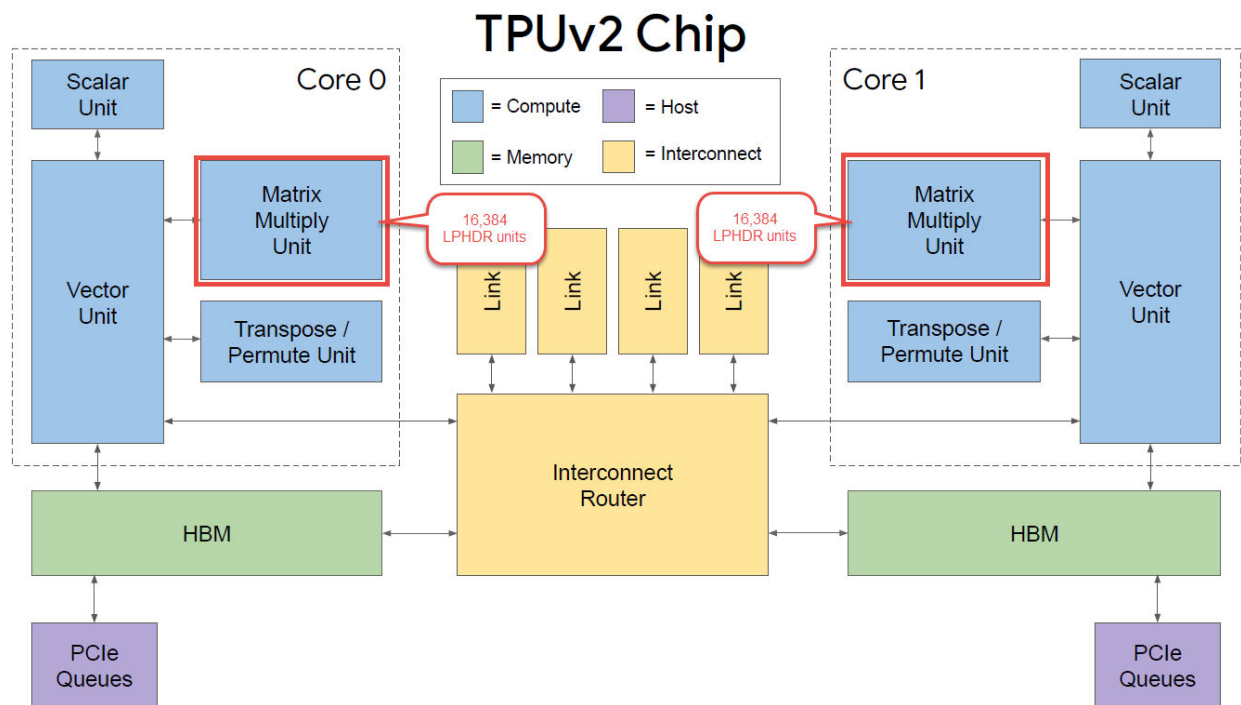 TPUv2 Chip
Core 0
Scalar
Unit
Matrix
Multiply
Unit
Vector
Unit
Transpose /
Permute Unit
HBM
PCIe
Queues
= Compute
= Host
= Memory
= Interconnect
16,384
LPHDR units
16,384
LPHDR units
Link
Link
Link
Link
Interconnect
Router
Core 1
Scalar
Unit
Matrix
Multiply
Unit
Vector
Unit
Transpose /
Permute Unit
HBM
PCIe
Queues